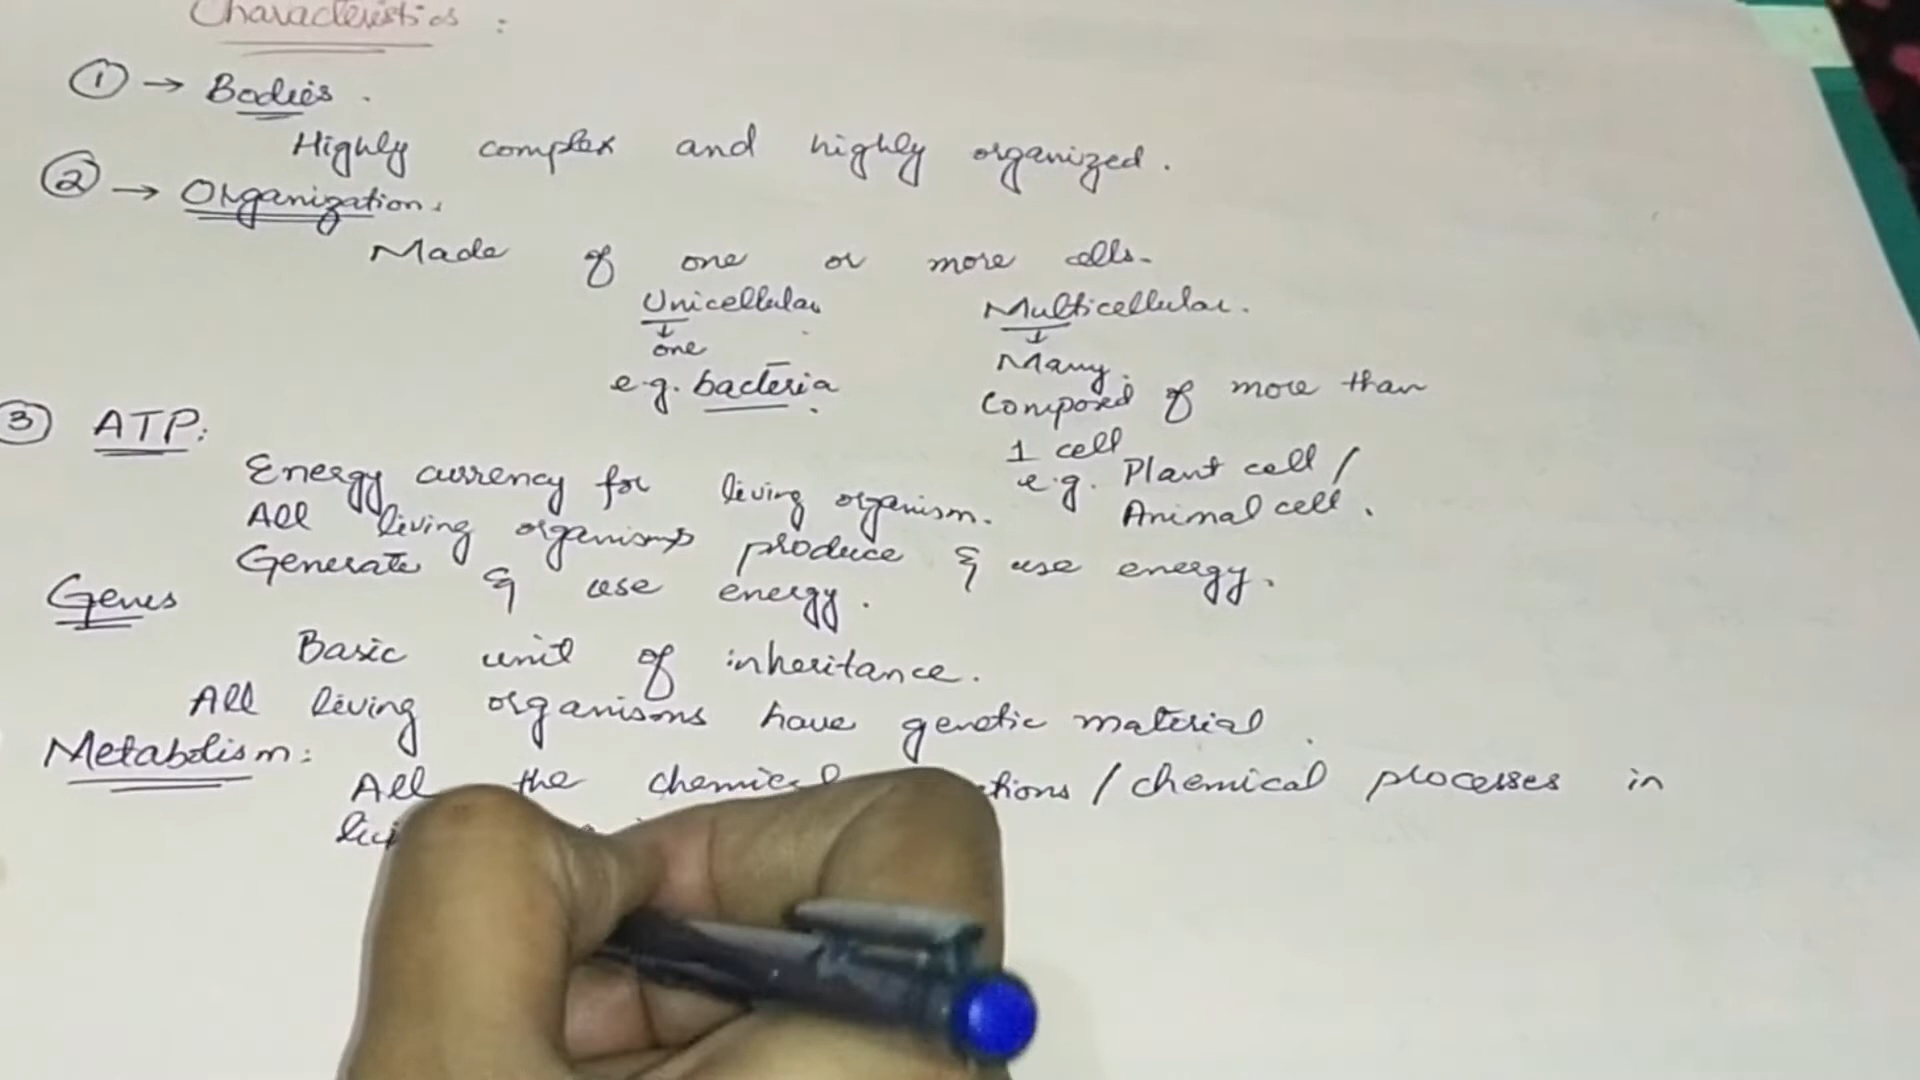 Characteristics :
① → Bodies .
Highly complex and highly organized .
② → Organization .
Made of one or more cells .
Unicellular Multicellular .
↓ ↓
one Many .
e.g. bacteria . Composed of more than
1 cell
e.g. Plant cell /
Animal cell .
③ ATP :
Energy currency for living organism .
All living organisms produce & use energy .
Generate & use energy .
Genes
Basic unit of inheritance .
All living organisms have genetic material .
Metabolism :
All the chemical / chemical processes in